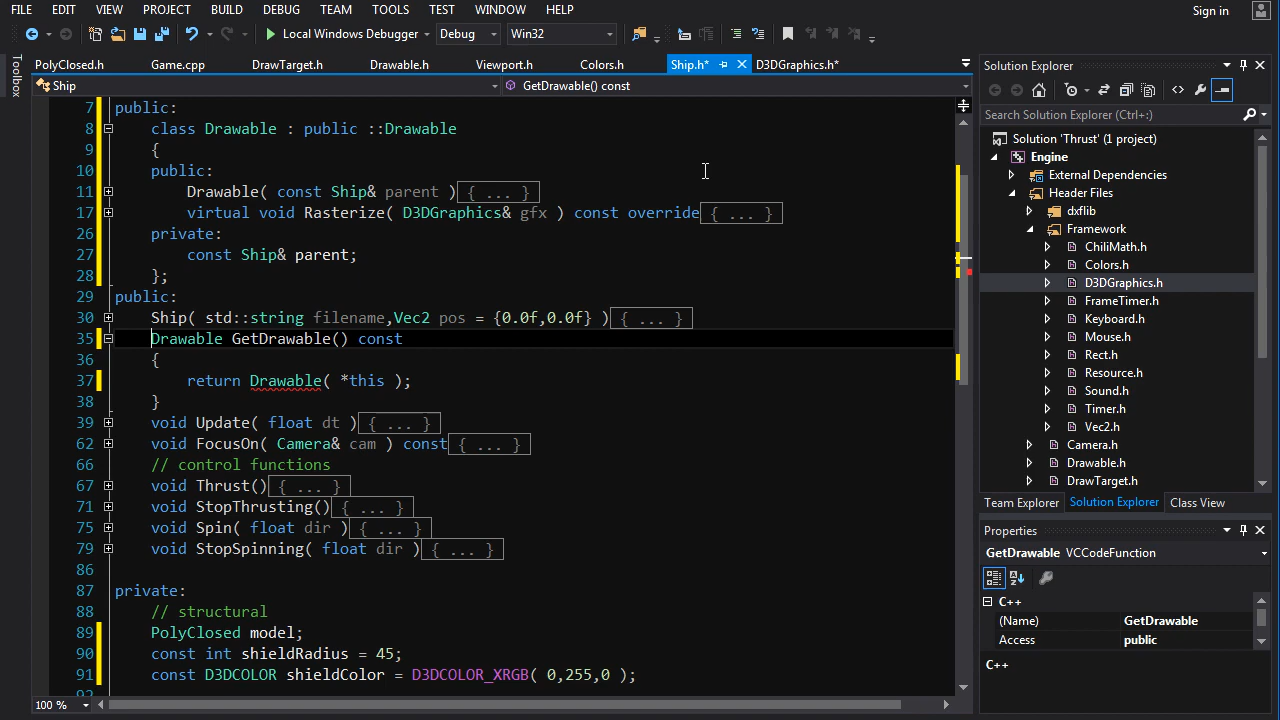 FILE EDIT VIEW PROJECT BUILD DEBUG TEAM TOOLS TEST WINDOW HELP Sign in
Local Windows Debugger Debug Win32
Toolbox
PolyClosed.h Game.cpp DrawTarget.h Drawable.h Viewport.h Colors.h Ship.h* D3DGraphics.h*
Ship GetDrawable() const
7 public:
8 class Drawable : public ::Drawable
9 {
10 public:
11 Drawable( const Ship& parent ){ ... }
17 virtual void Rasterize( D3DGraphics& gfx ) const override{ ... }
26 private:
27 const Ship& parent;
28 };
29 public:
30 Ship( std::string filename,Vec2 pos = {0.0f,0.0f} ){ ... }
35 Drawable GetDrawable() const
36 {
37 return Drawable( *this );
38 }
39 void Update( float dt ){ ... }
62 void FocusOn( Camera& cam ) const{ ... }
66 // control functions
67 void Thrust(){ ... }
71 void StopThrusting(){ ... }
75 void Spin( float dir ){ ... }
79 void StopSpinning( float dir ){ ... }
86
87 private:
88 // structural
89 PolyClosed model;
90 const int shieldRadius = 45;
91 const D3DCOLOR shieldColor = D3DCOLOR_XRGB( 0,255,0 );
92
100 %
Solution Explorer
Search Solution Explorer (Ctrl+;)
Solution 'Thrust' (1 project)
Engine
External Dependencies
Header Files
dxflib
Framework
ChiliMath.h
Colors.h
D3DGraphics.h
FrameTimer.h
Keyboard.h
Mouse.h
Rect.h
Resource.h
Sound.h
Timer.h
Vec2.h
Camera.h
Drawable.h
DrawTarget.h
Team Explorer Solution Explorer Class View
Properties
GetDrawable VCCodeFunction
C++
(Name) GetDrawable
Access public
C++